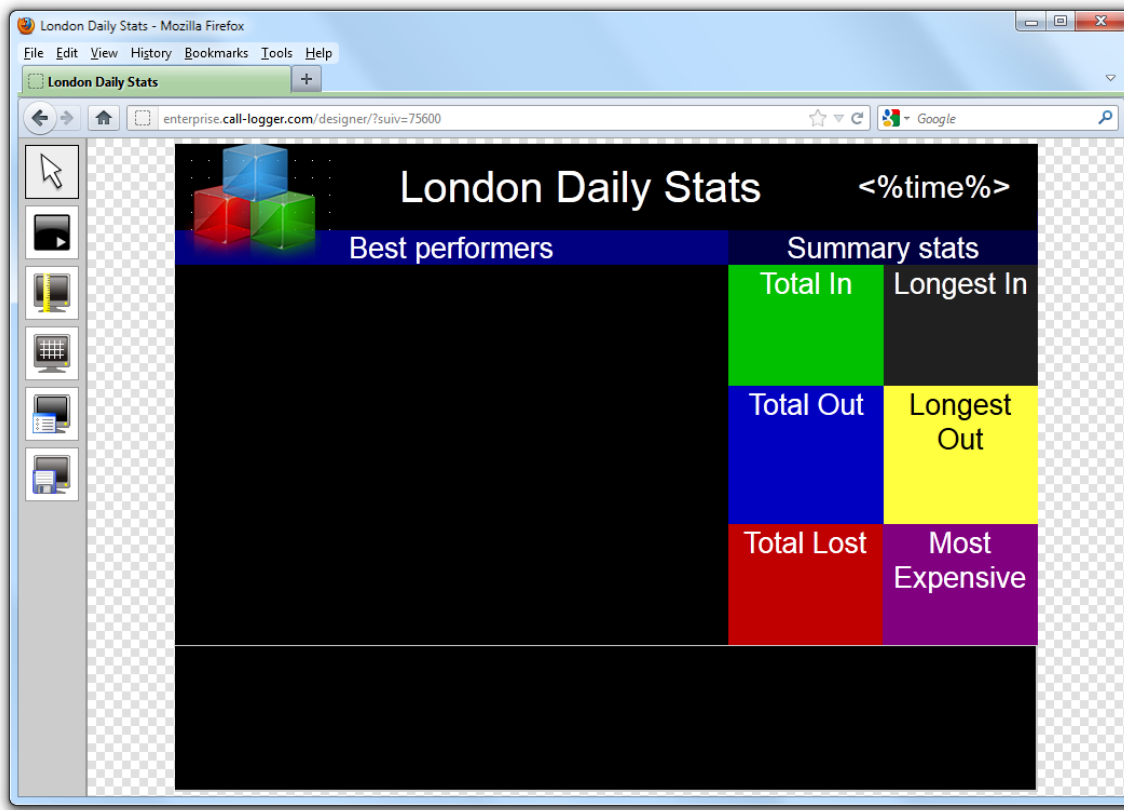 London Daily Stats - Mozilla Firefox
File Edit View History Bookmarks Tools Help
London Daily Stats +
enterprise.call-logger.com/designer/?suiv=75600 Google
London Daily Stats <%time%>
Best performers Summary stats
Total In Longest In
Total Out Longest
Out
Total Lost Most
Expensive